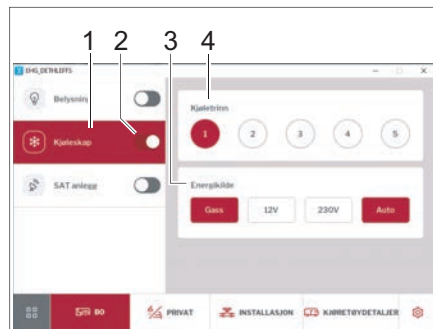 1 2 3 4
EHG_DETHLEFFS
Belysning
Kjøletrinn
Kjøleskap
1 2 3 4 5
SAT anlegg
Energikilde
Gass 12V 230V Auto
BO PRIVAT INSTALLASJON KJØRETØYDETALJER